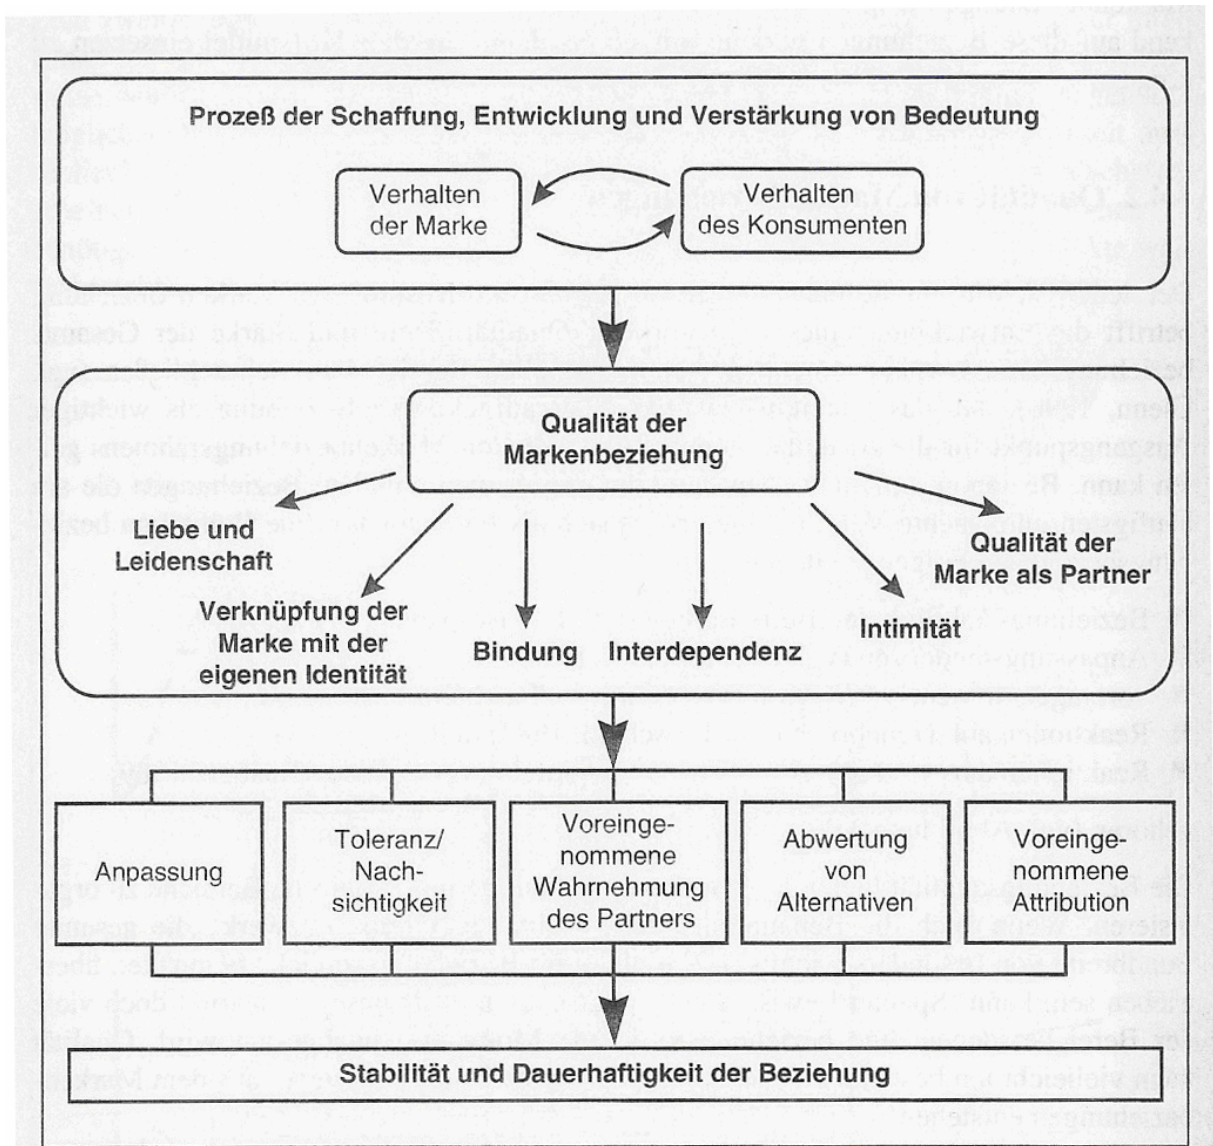 Prozeß der Schaffung, Entwicklung und Verstärkung von Bedeutung
Verhalten
der Marke
Verhalten
des Konsumenten
Qualität der
Markenbeziehung
Liebe und
Leidenschaft
Verknüpfung der
Marke mit der
eigenen Identität
Bindung
Interdependenz
Intimität
Qualität der
Marke als Partner
Anpassung
Toleranz/
Nach-
sichtigkeit
Voreinge-
nommene
Wahrnehmung
des Partners
Abwertung
von
Alternativen
Voreinge-
nommene
Attribution
Stabilität und Dauerhaftigkeit der Beziehung